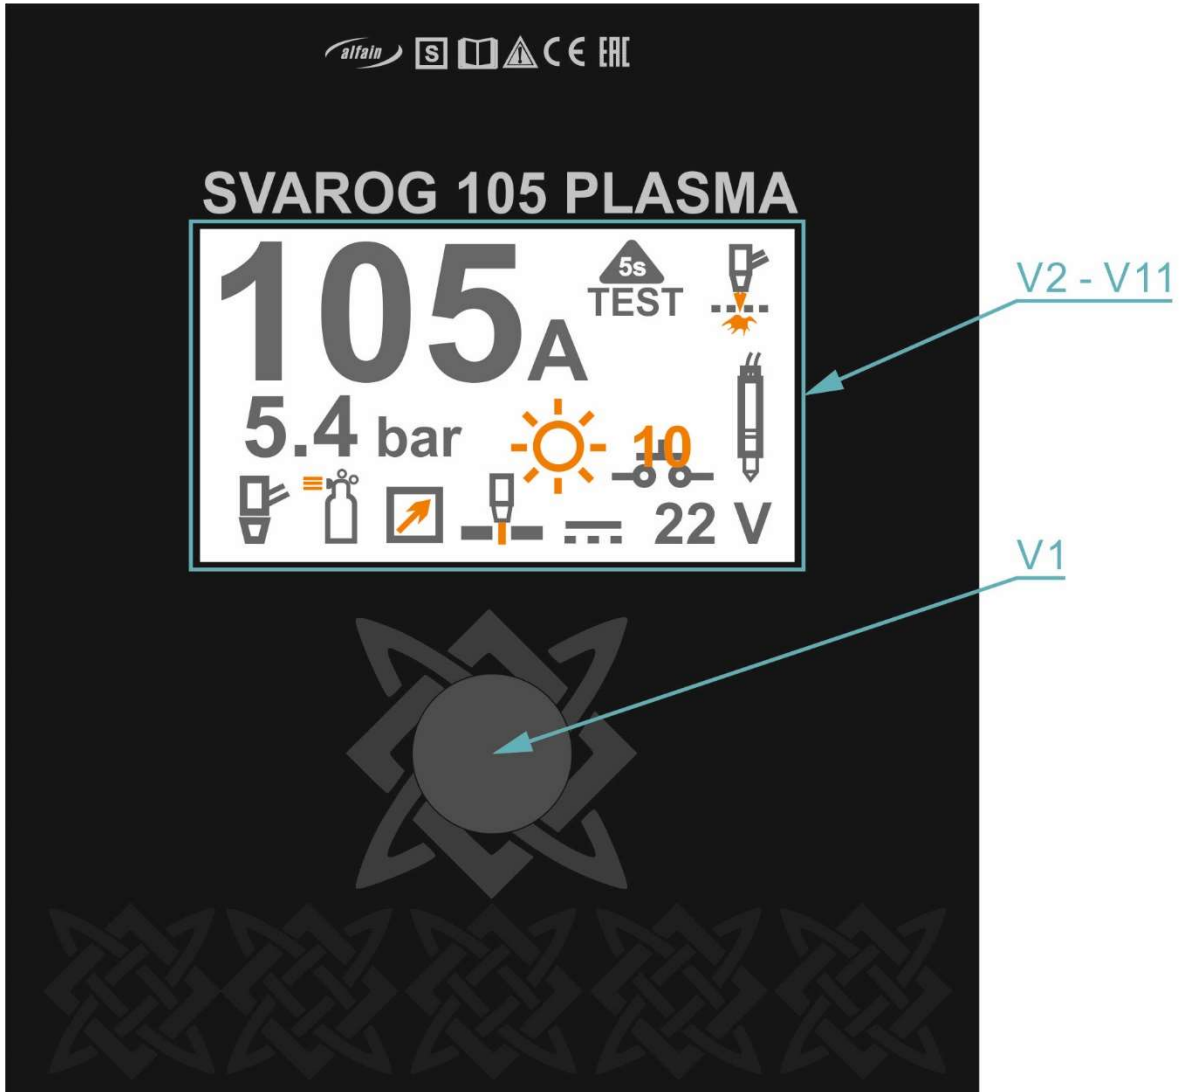 alfain S CE EAC
SVAROG 105 PLASMA
105A
5s
TEST
V2 - V11
5.4 bar
10
22 V
V1